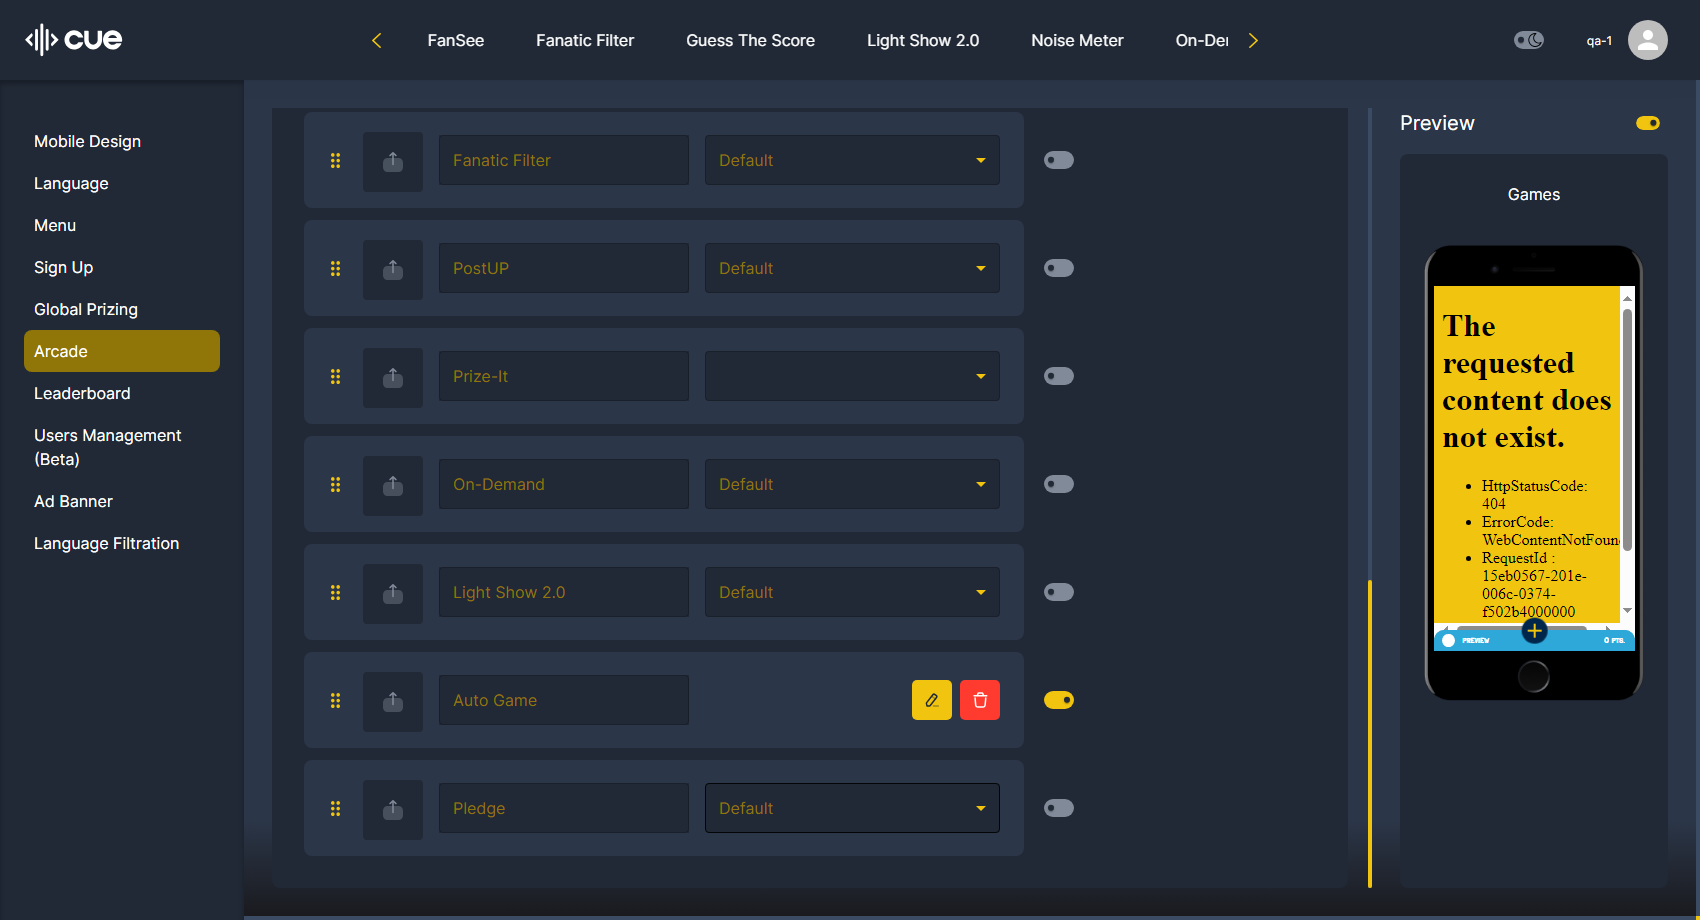 cue
FanSee
Fanatic Filter
Guess The Score
Light Show 2.0
Noise Meter
On-De
qa-1
Mobile Design
Language
Menu
Sign Up
Global Prizing
Arcade
Leaderboard
Users Management
(Beta)
Ad Banner
Language Filtration
Fanatic Filter
Default
PostUP
Default
Prize-It
On-Demand
Default
Light Show 2.0
Default
Auto Game
Pledge
Default
Preview
Games
The
requested
content does
not exist.
HttpStatusCode:
404
ErrorCode:
WebContentNotFoun
RequestId :
15eb0567-201e-
006c-0374-
f502b4000000
PREVIEW
0 PTS.